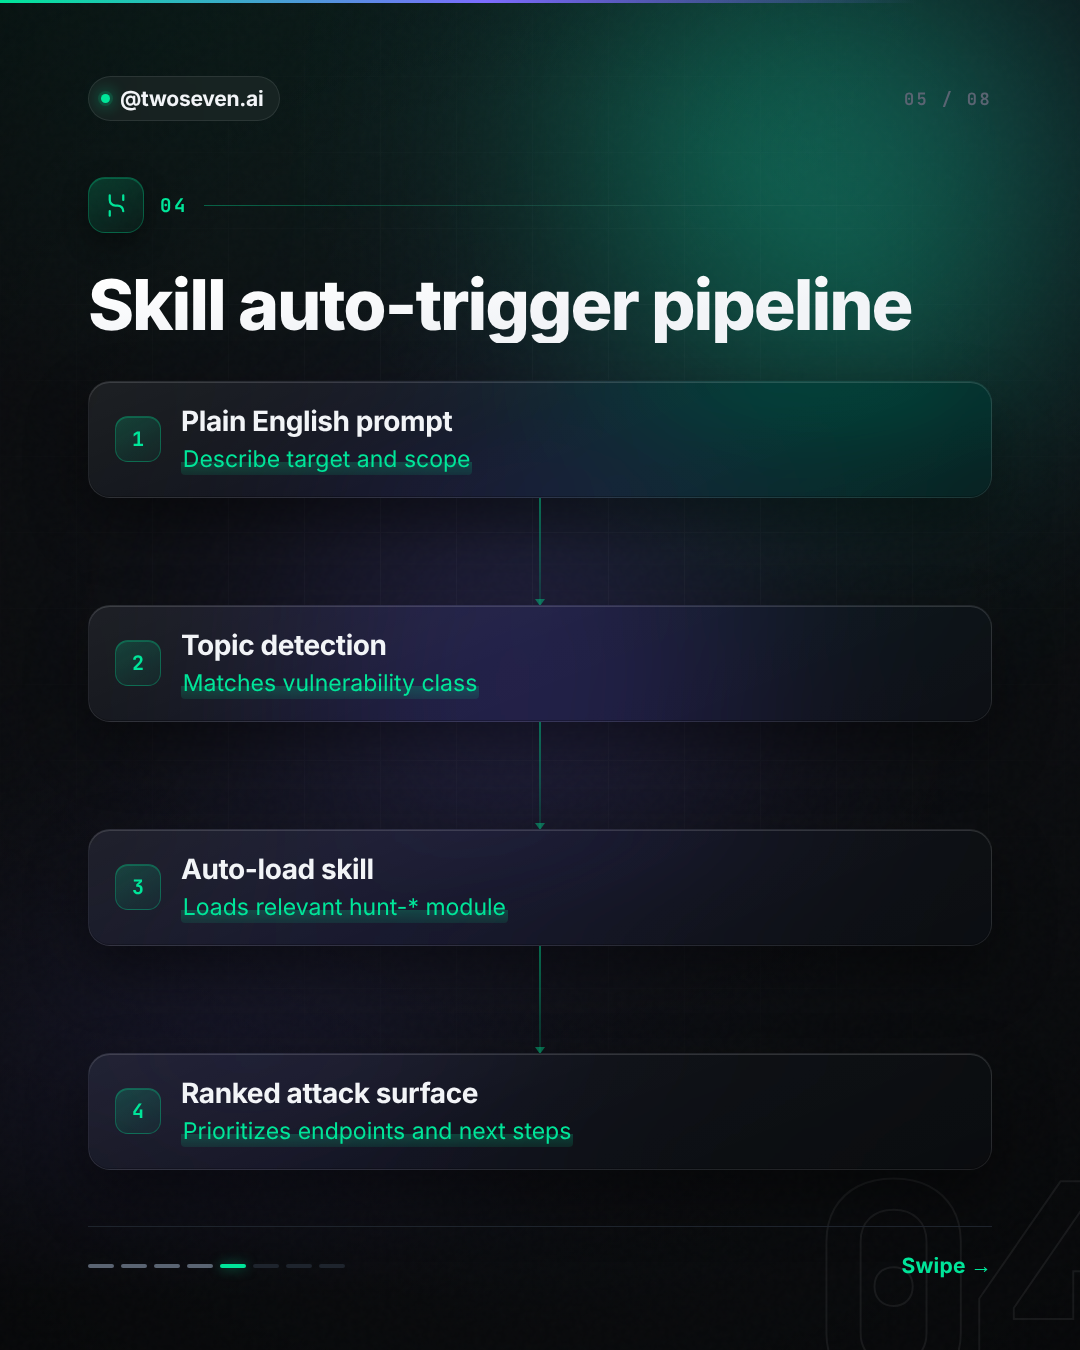 @twoseven.ai
05 / 08
04
Skill auto-trigger pipeline
1
Plain English prompt
Describe target and scope
2
Topic detection
Matches vulnerability class
3
Auto-load skill
Loads relevant hunt-* module
4
Ranked attack surface
Prioritizes endpoints and next steps
04
Swipe →